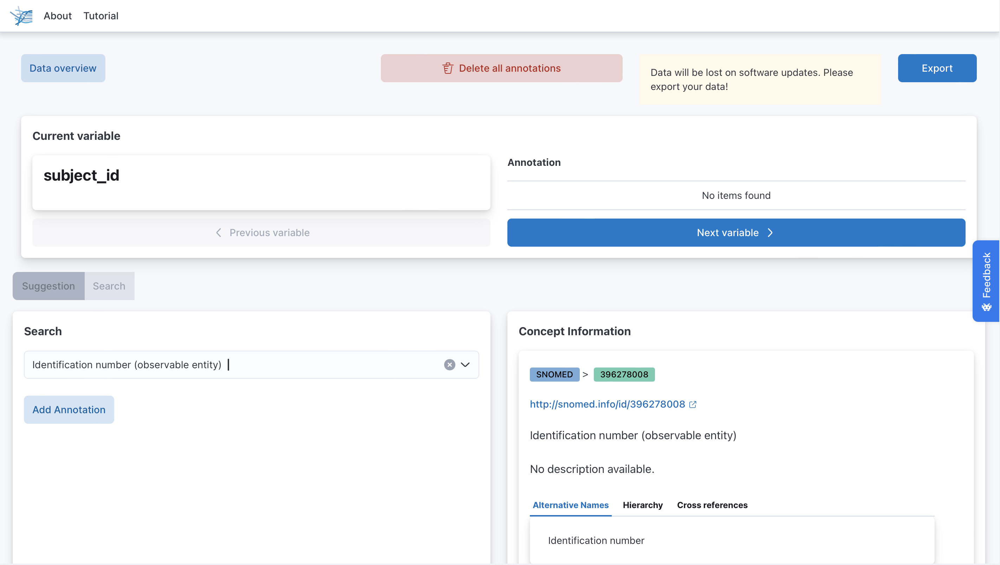 About Tutorial
Data overview
Delete all annotations
Data will be lost on software updates. Please
export your data!
Export
Current variable
subject_id
Annotation
No items found
Previous variable
Next variable
Feedback
Suggestion Search
Search
Identification number (observable entity)
Add Annotation
Concept Information
SNOMED > 396278008
http://snomed.info/id/396278008
Identification number (observable entity)
No description available.
Alternative Names Hierarchy Cross references
Identification number